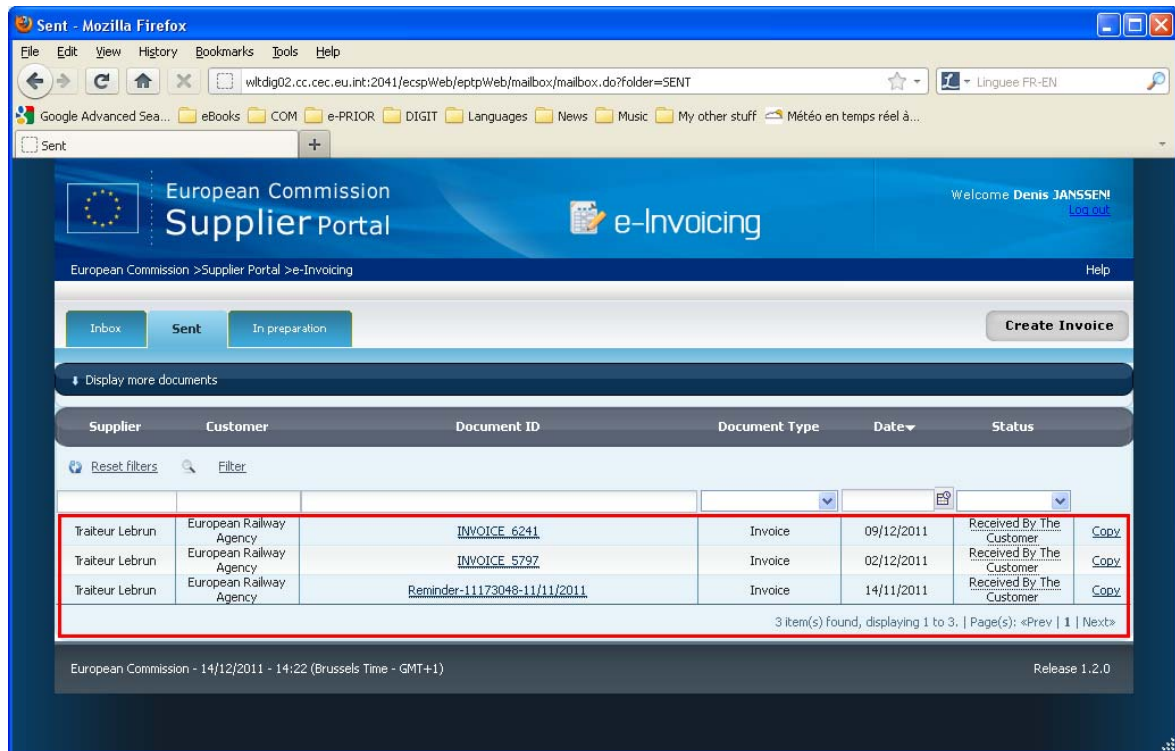 Sent - Mozilla Firefox
File Edit View History Bookmarks Tools Help
wltdig02.cc.cec.eu.int:2041/ecspWeb/eptpWeb/mailbox/mailbox.do?folder=SENT
Linguee FR-EN
Google Advanced Sea... eBooks COM e-PRIOR DIGIT Languages News Music My other stuff Météo en temps réel à...
Sent
European Commission
Supplier Portal
e-Invoicing
Welcome Denis JANSSEN!
Log out
European Commission >Supplier Portal >e-Invoicing Help
Inbox Sent In preparation Create Invoice
Display more documents
Supplier Customer Document ID Document Type Date Status
Reset filters Filter
Traiteur Lebrun European Railway Agency INVOICE_6241 Invoice 09/12/2011 Received By The Customer Copy
Traiteur Lebrun European Railway Agency INVOICE_5797 Invoice 02/12/2011 Received By The Customer Copy
Traiteur Lebrun European Railway Agency Reminder-11173048-11/11/2011 Invoice 14/11/2011 Received By The Customer Copy
3 item(s) found, displaying 1 to 3. | Page(s): «Prev | 1 | Next»
European Commission - 14/12/2011 - 14:22 (Brussels Time - GMT+1) Release 1.2.0